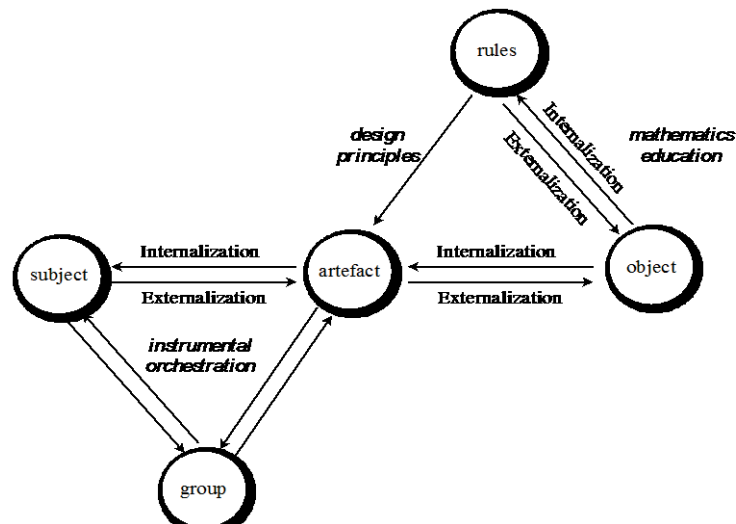 rules
design
principles
Internalization
Externalization
mathematics
education
Internalization
Internalization
subject
artefact
object
Externalization
Externalization
instrumental
orchestration
group